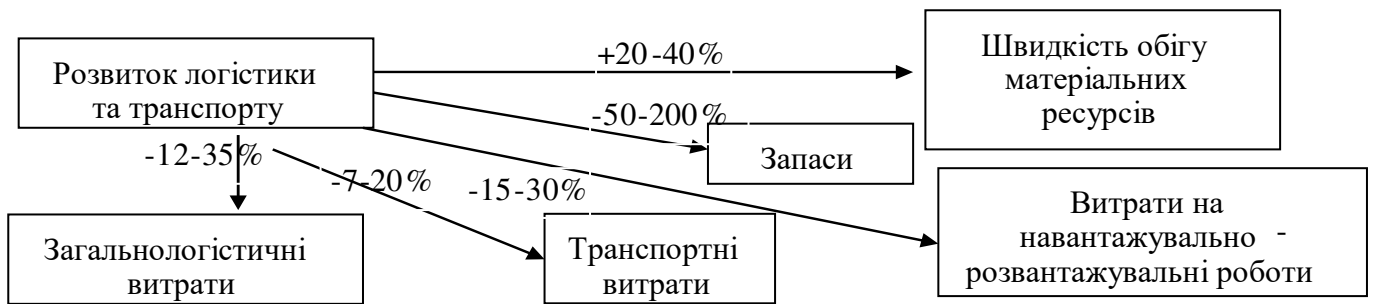 Розвиток логістики
та транспорту
+20-40%
Швидкість обігу
матеріальних
ресурсів
-50-200%
Запаси
-12-35%
-7-20%
-15-30%
Загальнологістичні
витрати
Транспортні
витрати
Витрати на
навантажувально -
розвантажувальні роботи